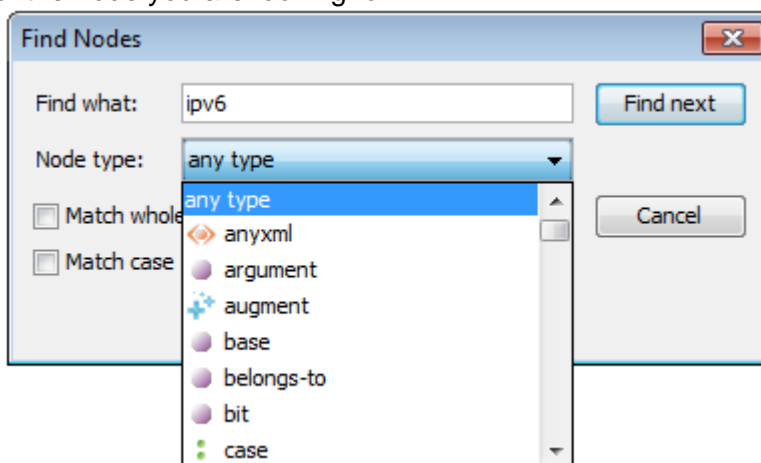 Find Nodes
Find what: ipv6 Find next
Node type: any type
any type
Match whole
anyxml
Cancel
Match case
argument
augment
base
belongs-to
bit
case